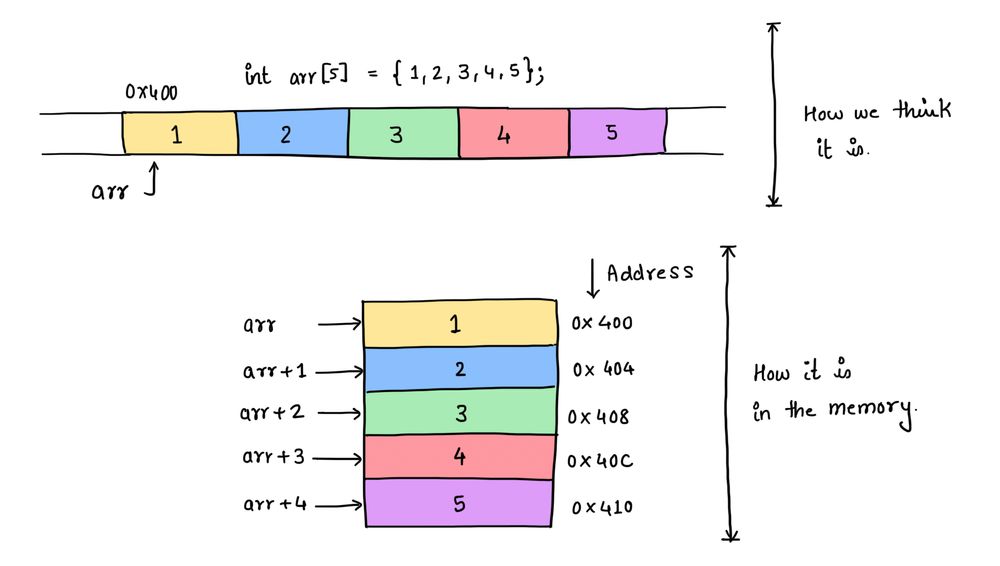 int arr[5] = { 1, 2, 3, 4, 5 };
0x400
1 2 3 4 5
arr
How we think
it is.
Address
arr 1 0x400
arr+1 2 0x 404
arr+2 3 0x408
arr+3 4 0x40C
arr+4 5 0x410
How it is
in the memory.